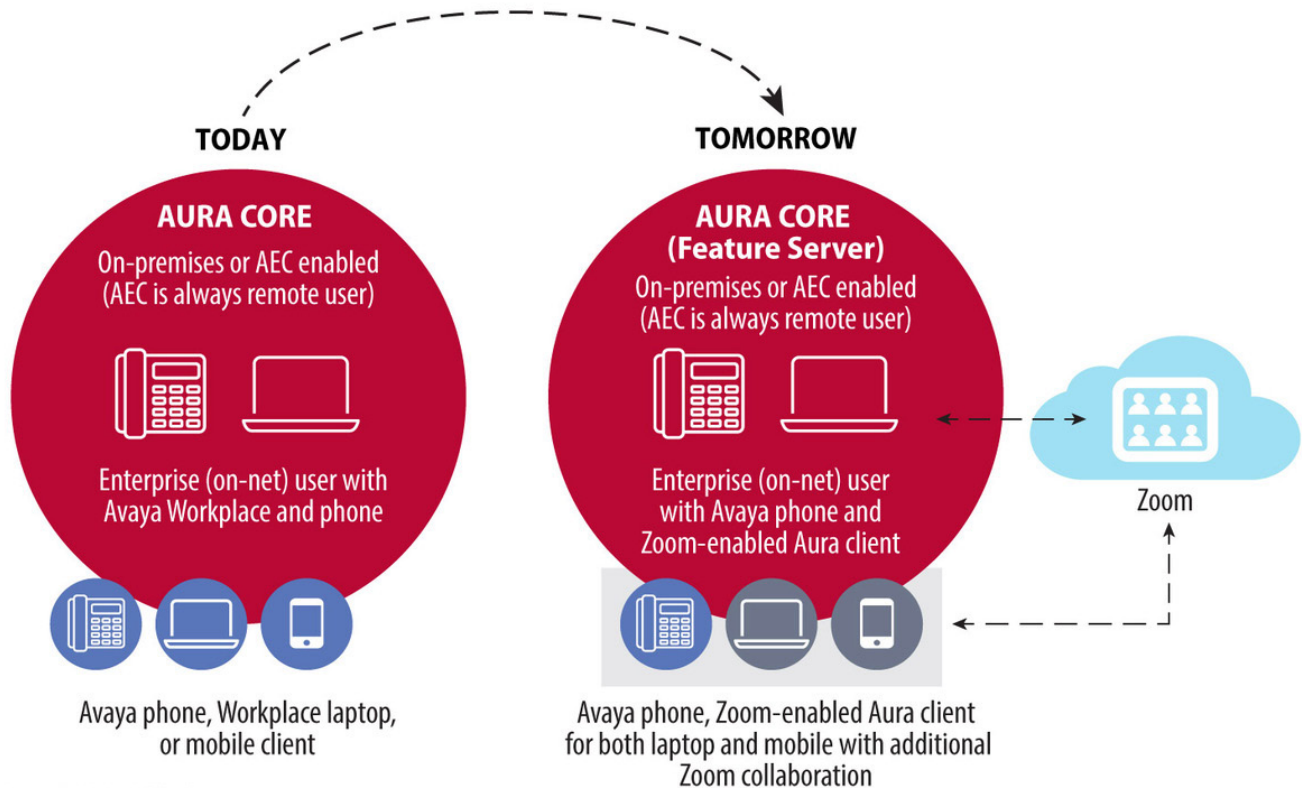 TODAY
AURA CORE
On-premises or AEC enabled
(AEC is always remote user)
Enterprise (on-net) user with
Avaya Workplace and phone
Avaya phone, Workplace laptop,
or mobile client
TOMORROW
AURA CORE
(Feature Server)
On-premises or AEC enabled
(AEC is always remote user)
Enterprise (on-net) user
with Avaya phone and
Zoom-enabled Aura client
Avaya phone, Zoom-enabled Aura client
for both laptop and mobile with additional
Zoom collaboration
Zoom